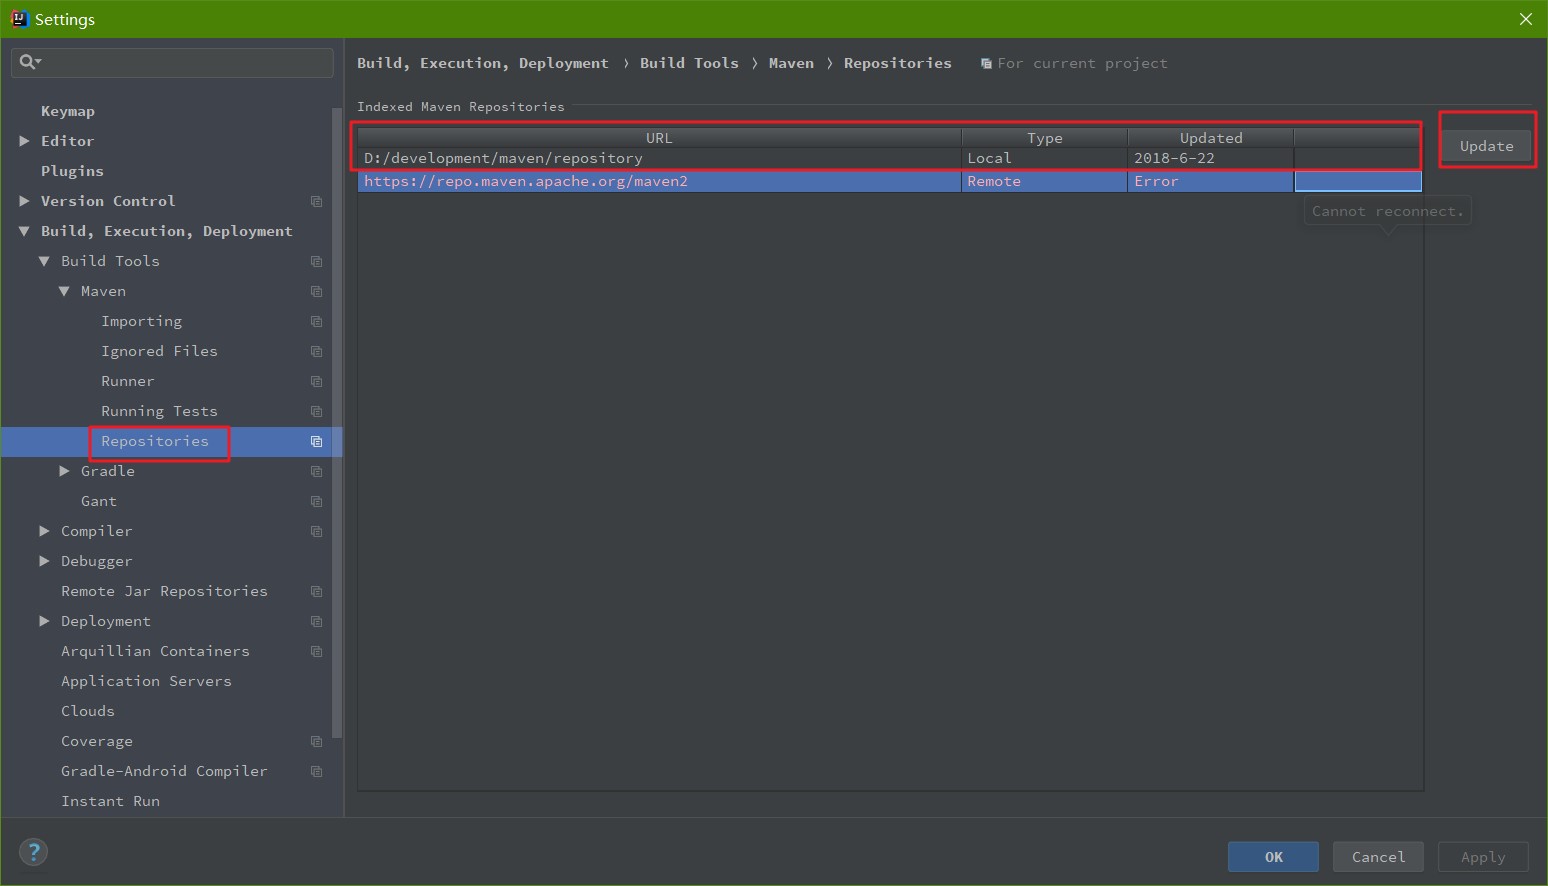 Settings
Build, Execution, Deployment › Build Tools › Maven › Repositories For current project
Indexed Maven Repositories
URL Type Updated
D:/development/maven/repository Local 2018-6-22
https://repo.maven.apache.org/maven2 Remote Error
Update
Cannot reconnect.
Keymap
Editor
Plugins
Version Control
Build, Execution, Deployment
Build Tools
Maven
Importing
Ignored Files
Runner
Running Tests
Repositories
Gradle
Gant
Compiler
Debugger
Remote Jar Repositories
Deployment
Arquillian Containers
Application Servers
Clouds
Coverage
Gradle-Android Compiler
Instant Run
?
OK Cancel Apply